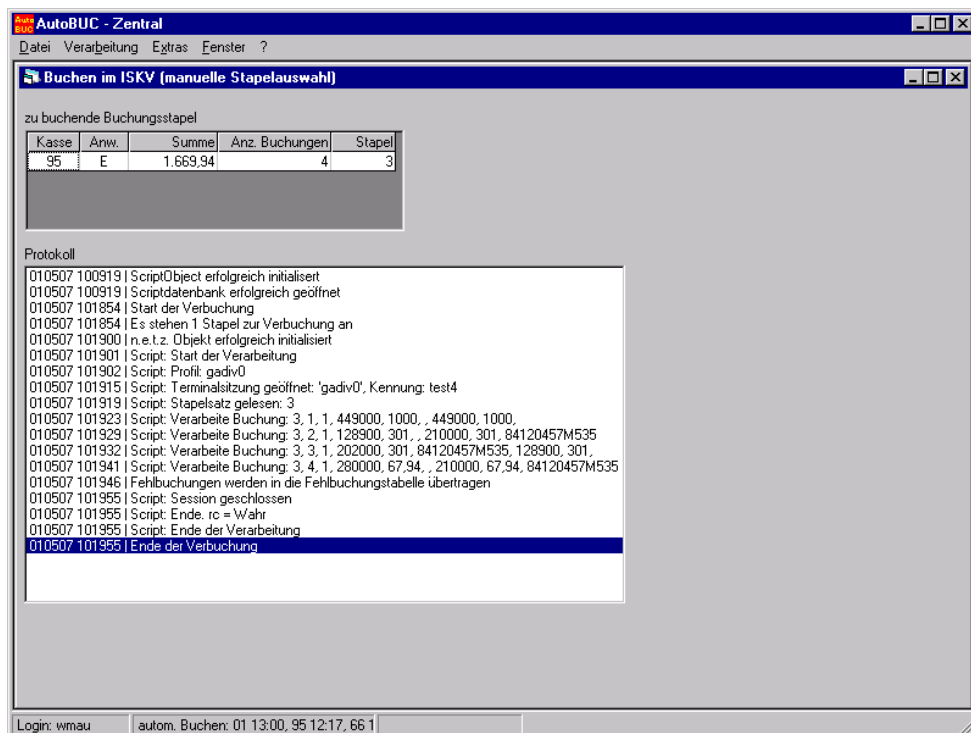 Auto BUC AutoBUC - Zentral
Datei Verarbeitung Extras Fenster ?
Buchen im ISKV (manuelle Stapelauswahl)
zu buchende Buchungsstapel
Kasse Anw. Summe Anz. Buchungen Stapel
95 E 1.669,94 4 3
Protokoll
010507 100919 | ScriptObject erfolgreich initialisert
010507 100919 | Scriptdatenbank erfolgreich geöffnet
010507 101854 | Start der Verbuchung
010507 101854 | Es stehen 1 Stapel zur Verbuchung an
010507 101900 | n.e.t.z. Objekt erfolgreich initialisiert
010507 101901 | Script: Start der Verarbeitung
010507 101902 | Script: Profil: gadiv0
010507 101915 | Script: Terminalsitzung geöffnet: 'gadiv0', Kennung: test4
010507 101919 | Script: Stapelsatz gelesen: 3
010507 101923 | Script: Verarbeite Buchung: 3, 1, 1, 449000, 1000, , 449000, 1000,
010507 101929 | Script: Verarbeite Buchung: 3, 2, 1, 128900, 301, , 210000, 301, 84120457M535
010507 101932 | Script: Verarbeite Buchung: 3, 3, 1, 202000, 301, 84120457M535, 128900, 301,
010507 101941 | Script: Verarbeite Buchung: 3, 4, 1, 280000, 67,94, , 210000, 67,94, 84120457M535
010507 101946 | Fehlbuchungen werden in die Fehlbuchungstabelle übertragen
010507 101955 | Script: Session geschlossen
010507 101955 | Script: Ende. rc = Wahr
010507 101955 | Script: Ende der Verarbeitung
010507 101955 | Ende der Verbuchung
Login: wmau autom. Buchen: 01 13:00, 95 12:17, 66 1